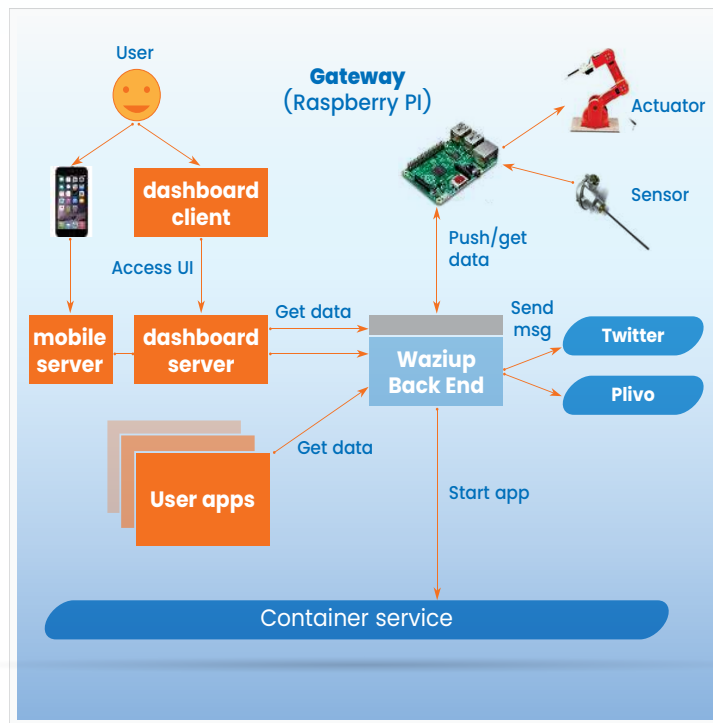 User
Gateway
(Raspberry PI)
Actuator
Sensor
dashboard
client
Push/get
data
Access UI
Get data
Send
msg
mobile
server
dashboard
server
Waziup
Back End
Twitter
Plivo
Get data
User apps
Start app
Container service